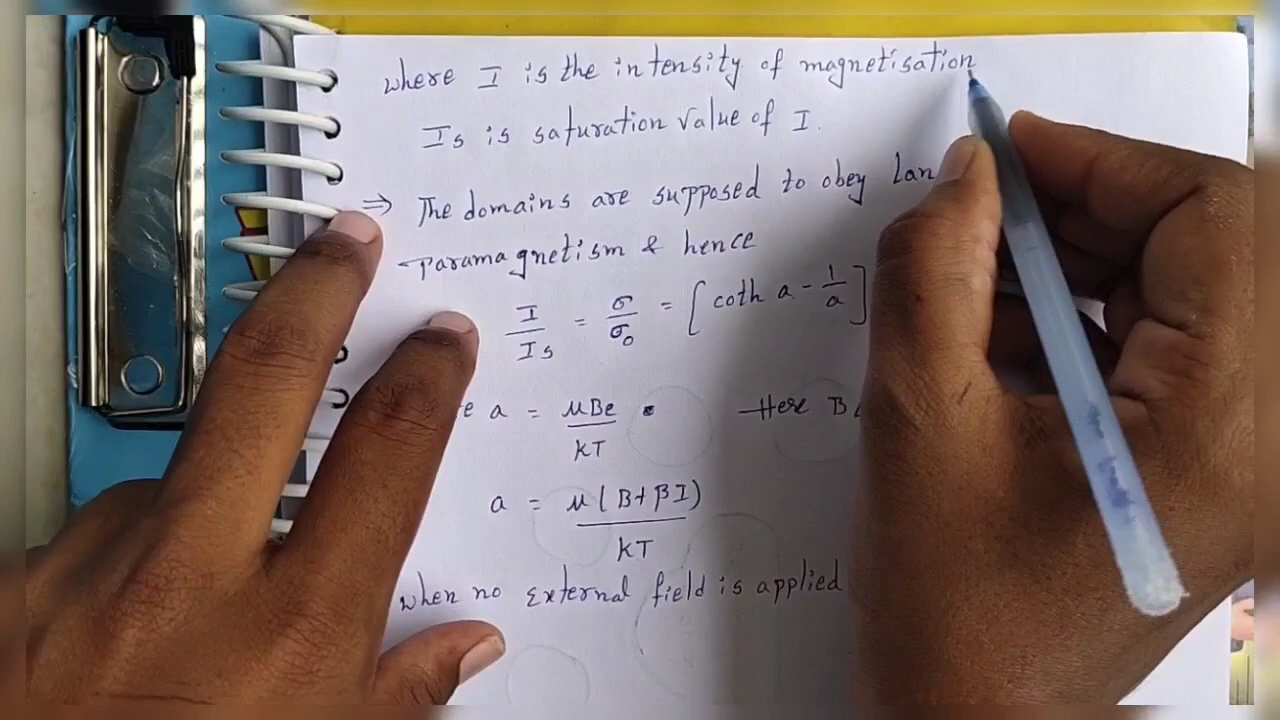 where I is the intensity of magnetisation
Is is saturation value of I.
⇒ The domains are supposed to obey Lan
paramagnetism & hence
I/Is = σ/σ₀ = [coth a - 1/a]
a = μBe/kT Here B
a = μ(B+βI)/kT
when no External field is applied